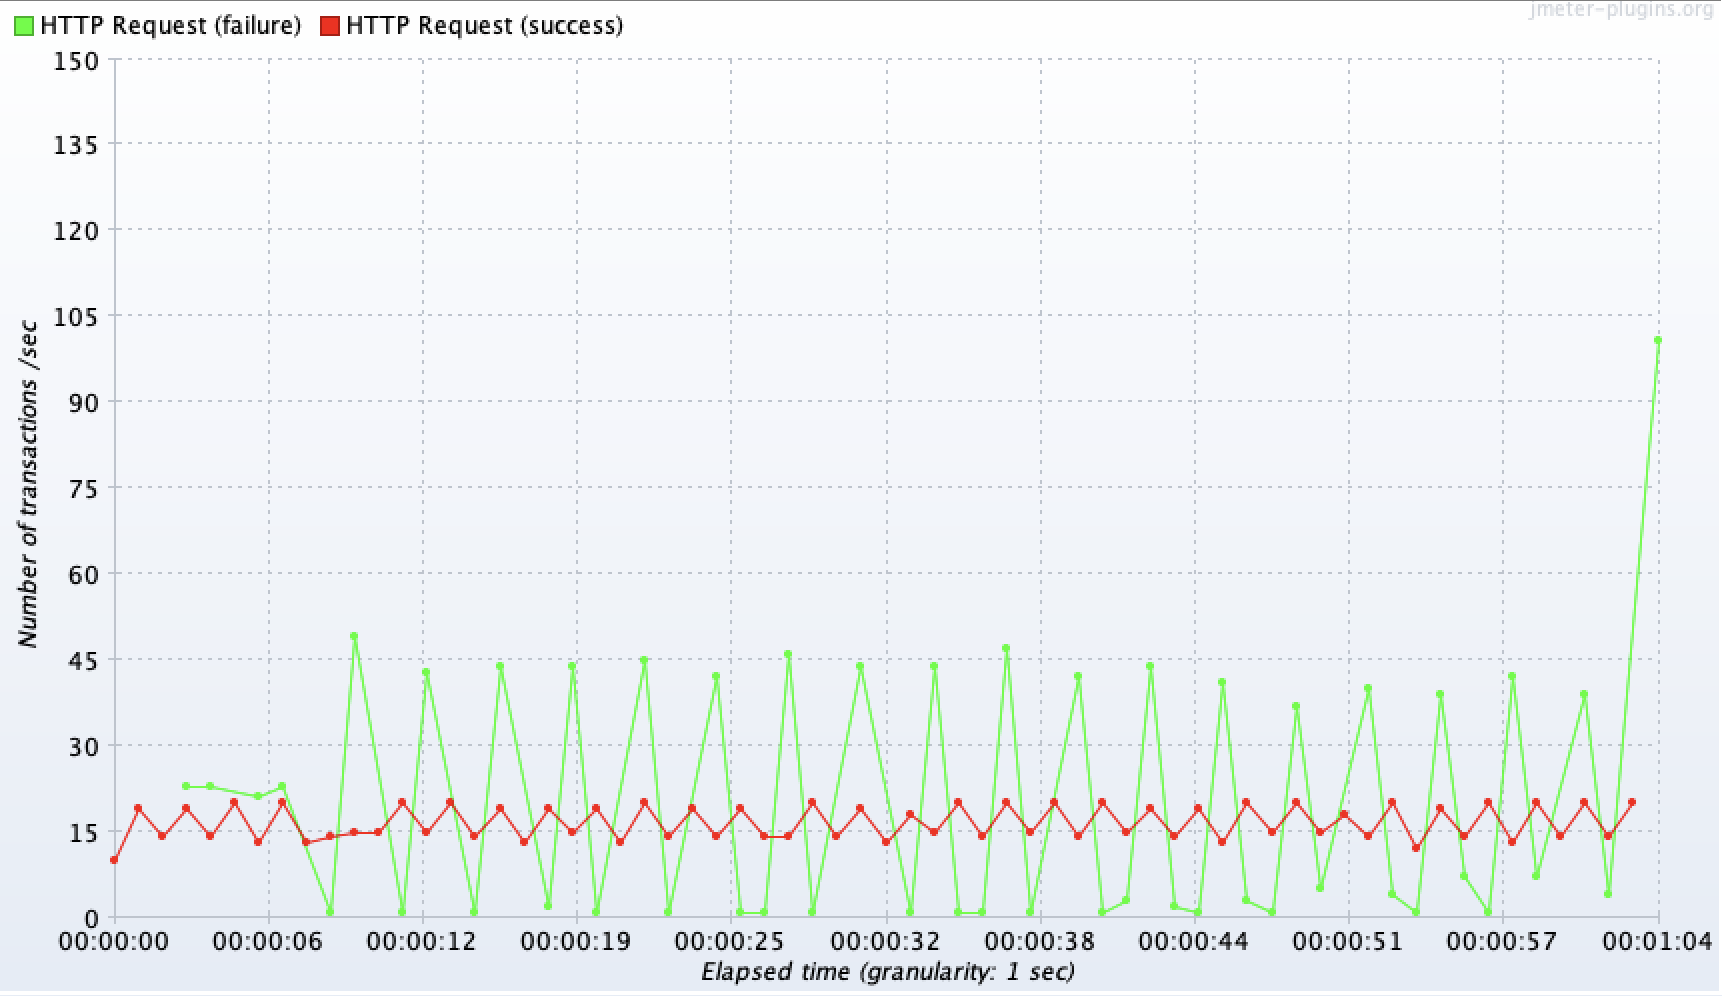 jmeter-plugins.org
HTTP Request (failure) HTTP Request (success)
150
135
120
105
90
75
60
45
30
15
0
Number of transactions /sec
00:00:00 00:00:06 00:00:12 00:00:19 00:00:25 00:00:32 00:00:38 00:00:44 00:00:51 00:00:57 00:01:04
Elapsed time (granularity: 1 sec)